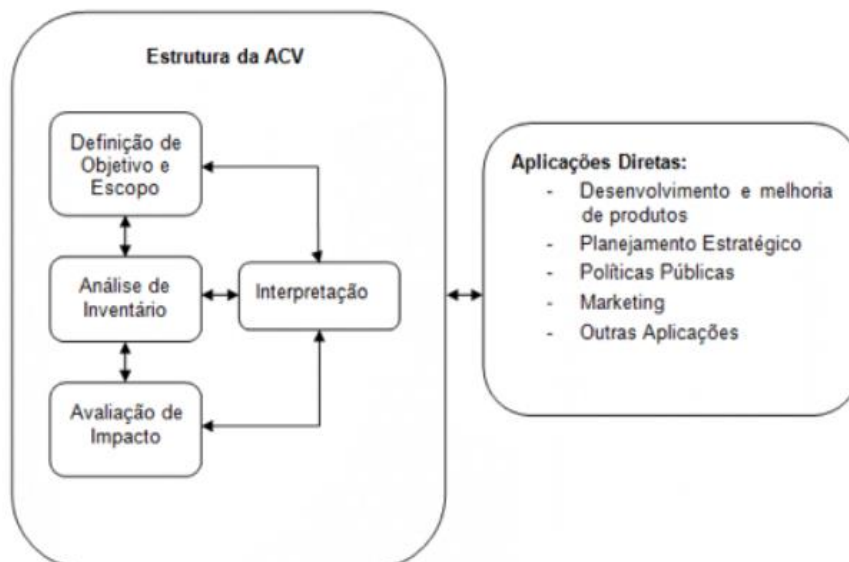 Estrutura da ACV
Definição de
Objetivo e
Escopo
Análise de
Inventário
Interpretação
Avaliação de
Impacto
Aplicações Diretas:
- Desenvolvimento e melhoria
de produtos
- Planejamento Estratégico
- Políticas Públicas
- Marketing
- Outras Aplicações